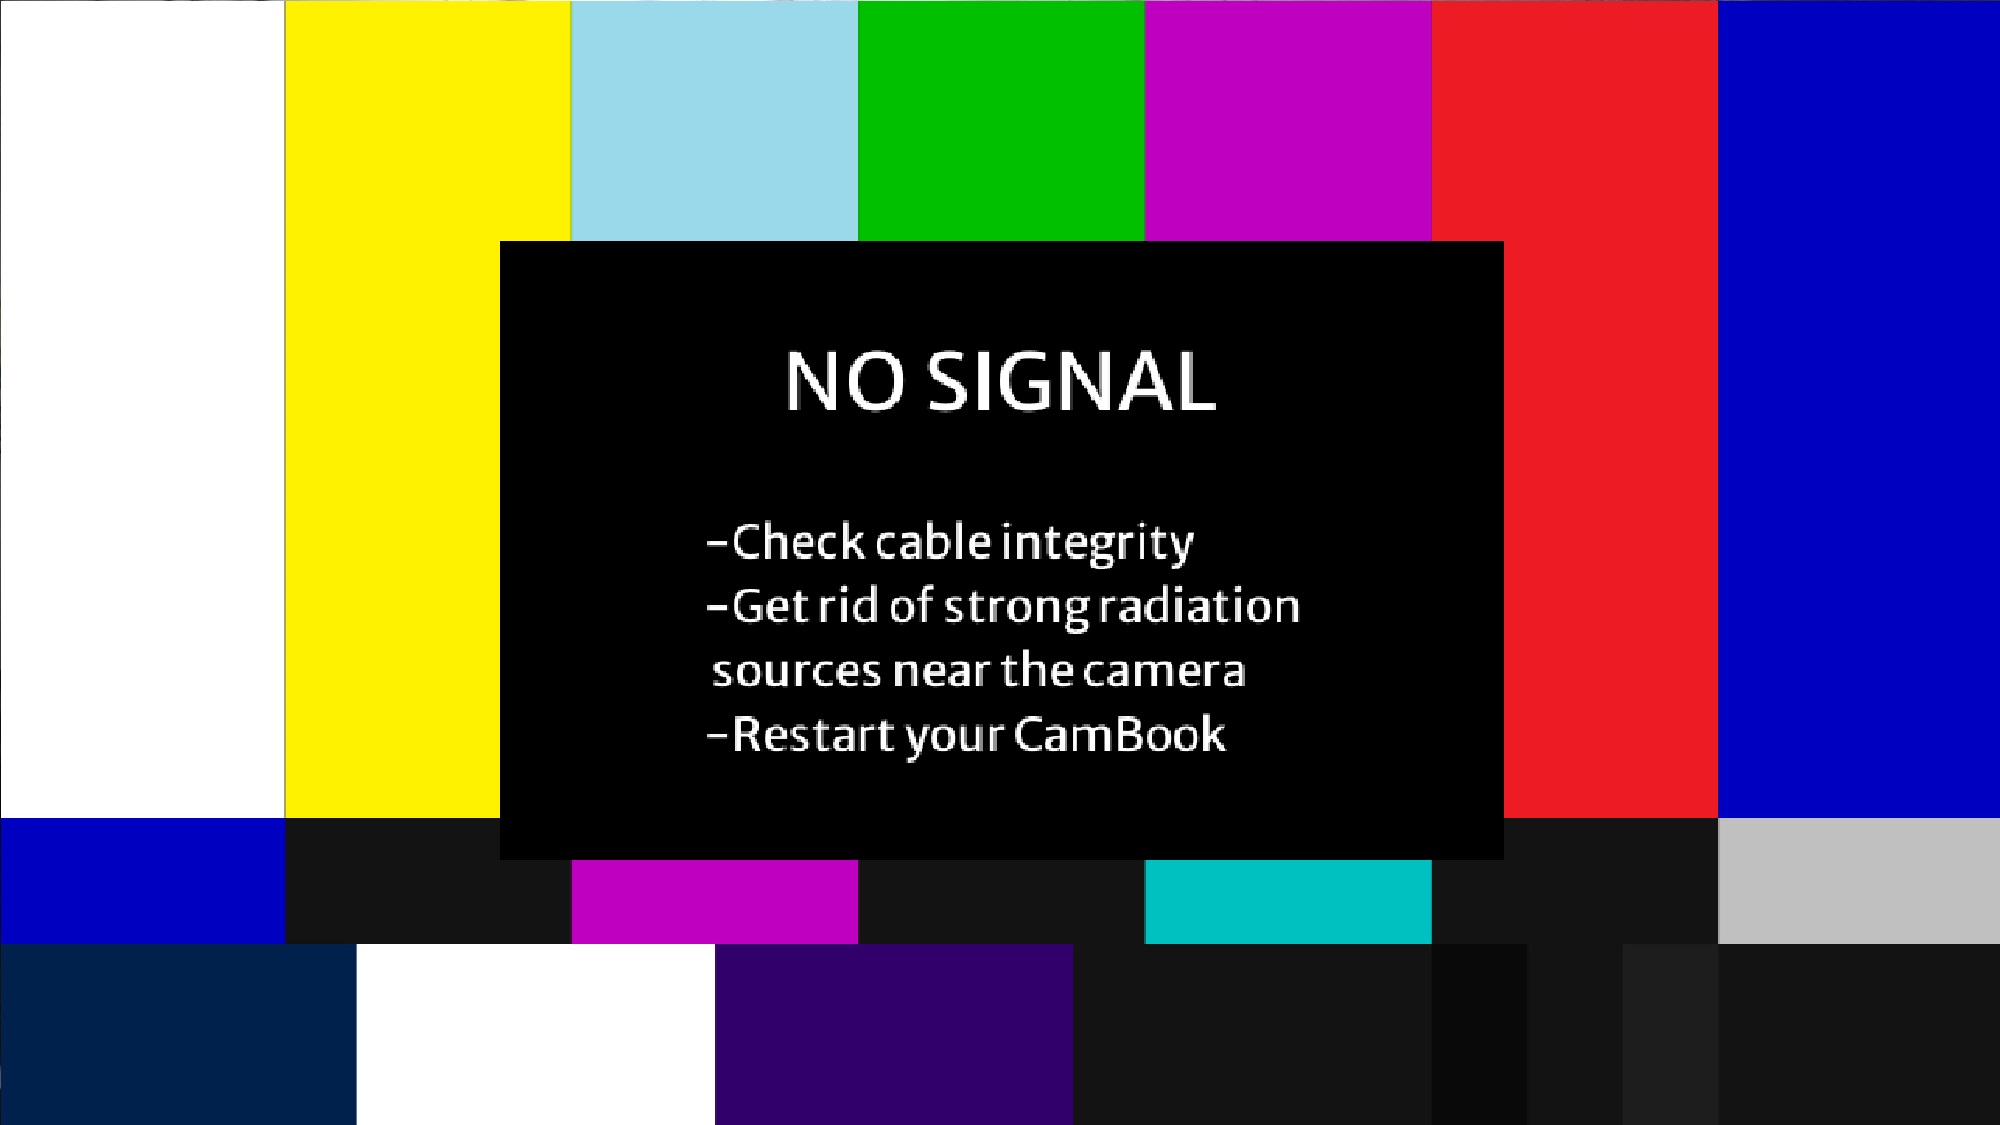 NO SIGNAL
-Check cable integrity
-Get rid of strong radiation
sources near the camera
-Restart your CamBook